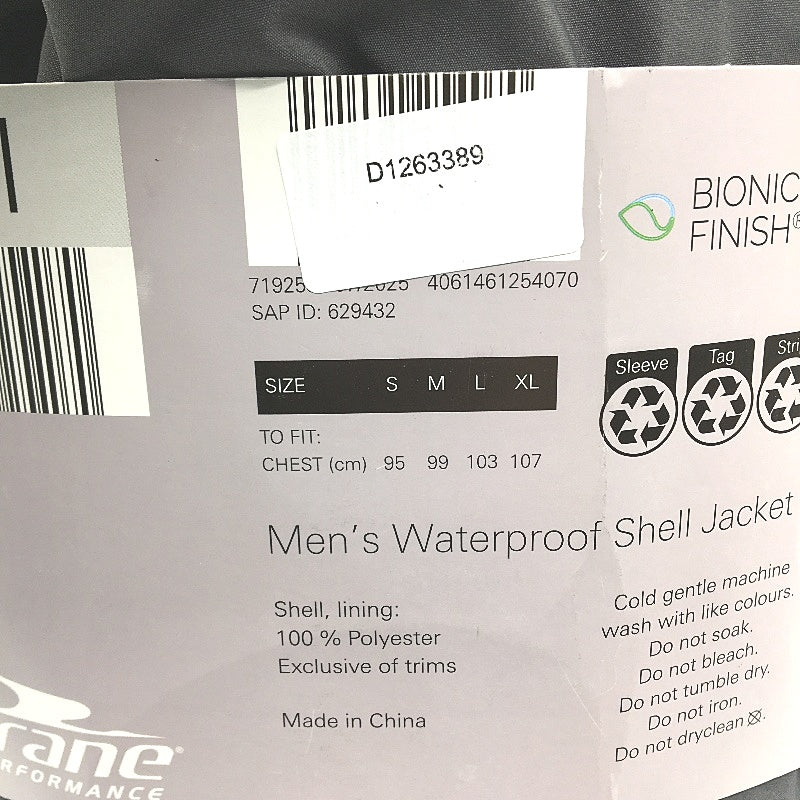 D1263389
4061461254070
SAP ID: 629432
SIZE S M L XL
TO FIT:
CHEST (cm) 95 99 103 107
Men's Waterproof Shell Jacket
Shell, lining:
100 % Polyester
Exclusive of trims
Made in China
BIONIC
FINISH®
Sleeve Tag
Cold gentle machine
wash with like colours.
Do not soak.
Do not bleach.
Do not tumble dry.
Do not iron.
Do not dryclean